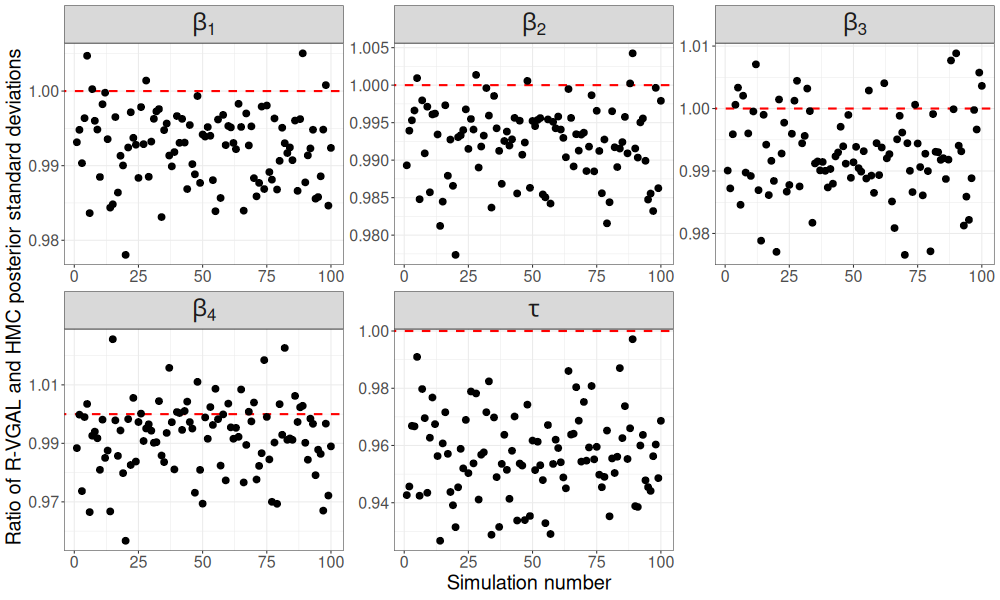 Ratio of R-VGAL and HMC posterior standard deviations
β1
1.00
0.99
0.98
0 25 50 75 100
β2
1.005
1.000
0.995
0.990
0.985
0.980
0 25 50 75 100
β3
1.01
1.00
0.99
0.98
0 25 50 75 100
β4
1.01
0.99
0.97
0 25 50 75 100
τ
1.00
0.98
0.96
0.94
0 25 50 75 100
Simulation number